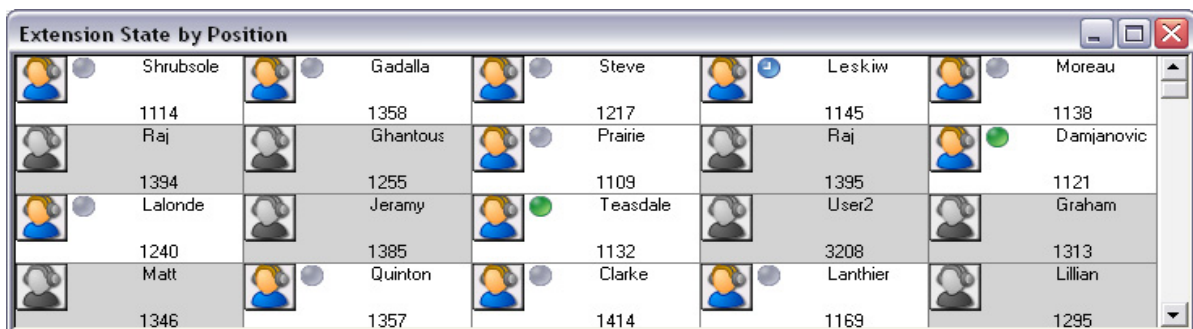 Extension State by Position
Shrubsole Gadalla Steve Leskiw Moreau
1114 1358 1217 1145 1138
Raj Ghantous Prairie Raj Damjanovic
1394 1255 1109 1395 1121
Lalonde Jeramy Teasdale User2 Graham
1240 1385 1132 3208 1313
Matt Quinton Clarke Lanthier Lillian
1346 1357 1414 1169 1295